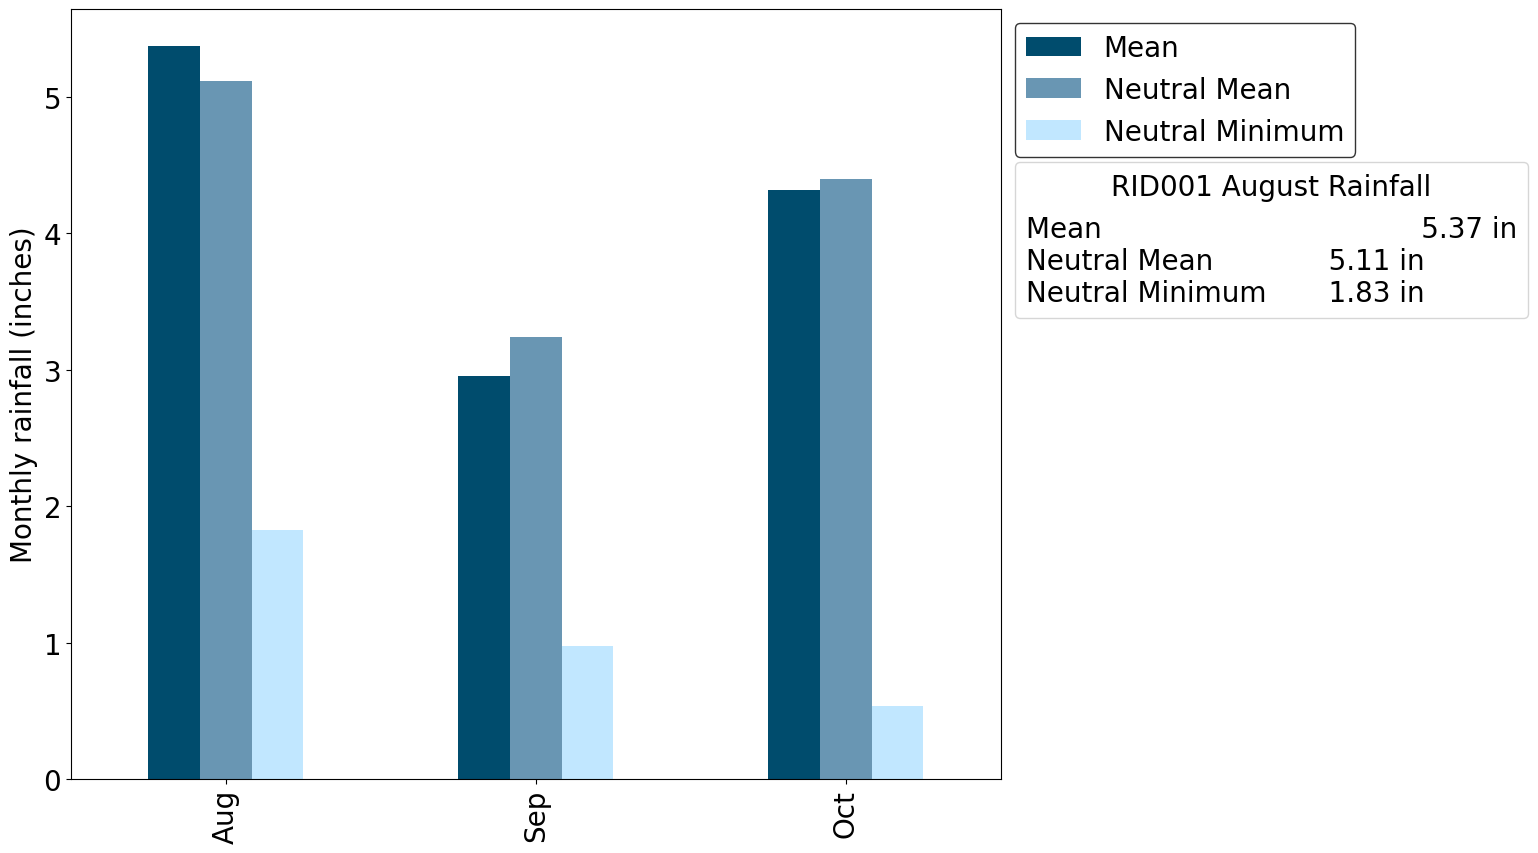 Monthly rainfall (inches)
5
4
3
2
1
0
Aug
Sep
Oct
Mean
Neutral Mean
Neutral Minimum
RID001 August Rainfall
Mean 5.37 in
Neutral Mean 5.11 in
Neutral Minimum 1.83 in